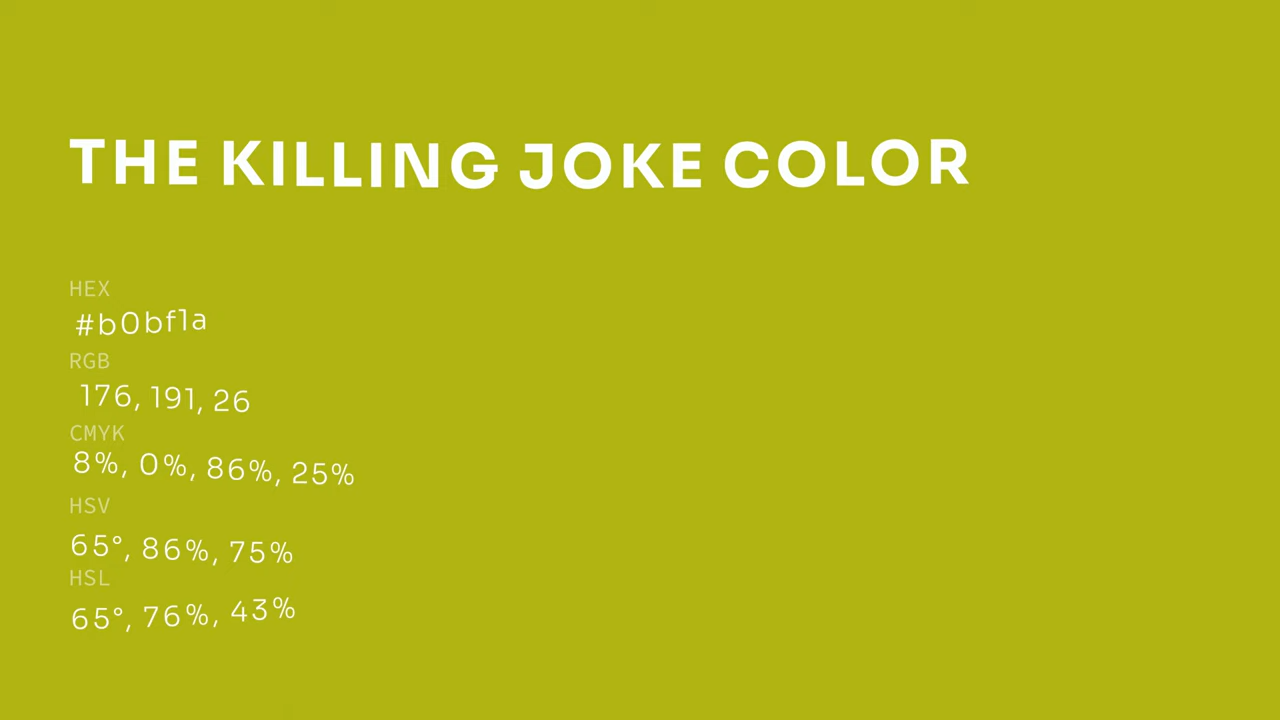 THE KILLING JOKE COLOR
HEX
#b0bf1a
RGB
176, 191, 26
CMYK
8%, 0%, 86%, 25%
HSV
65°, 86%, 75%
HSL
65°, 76%, 43%